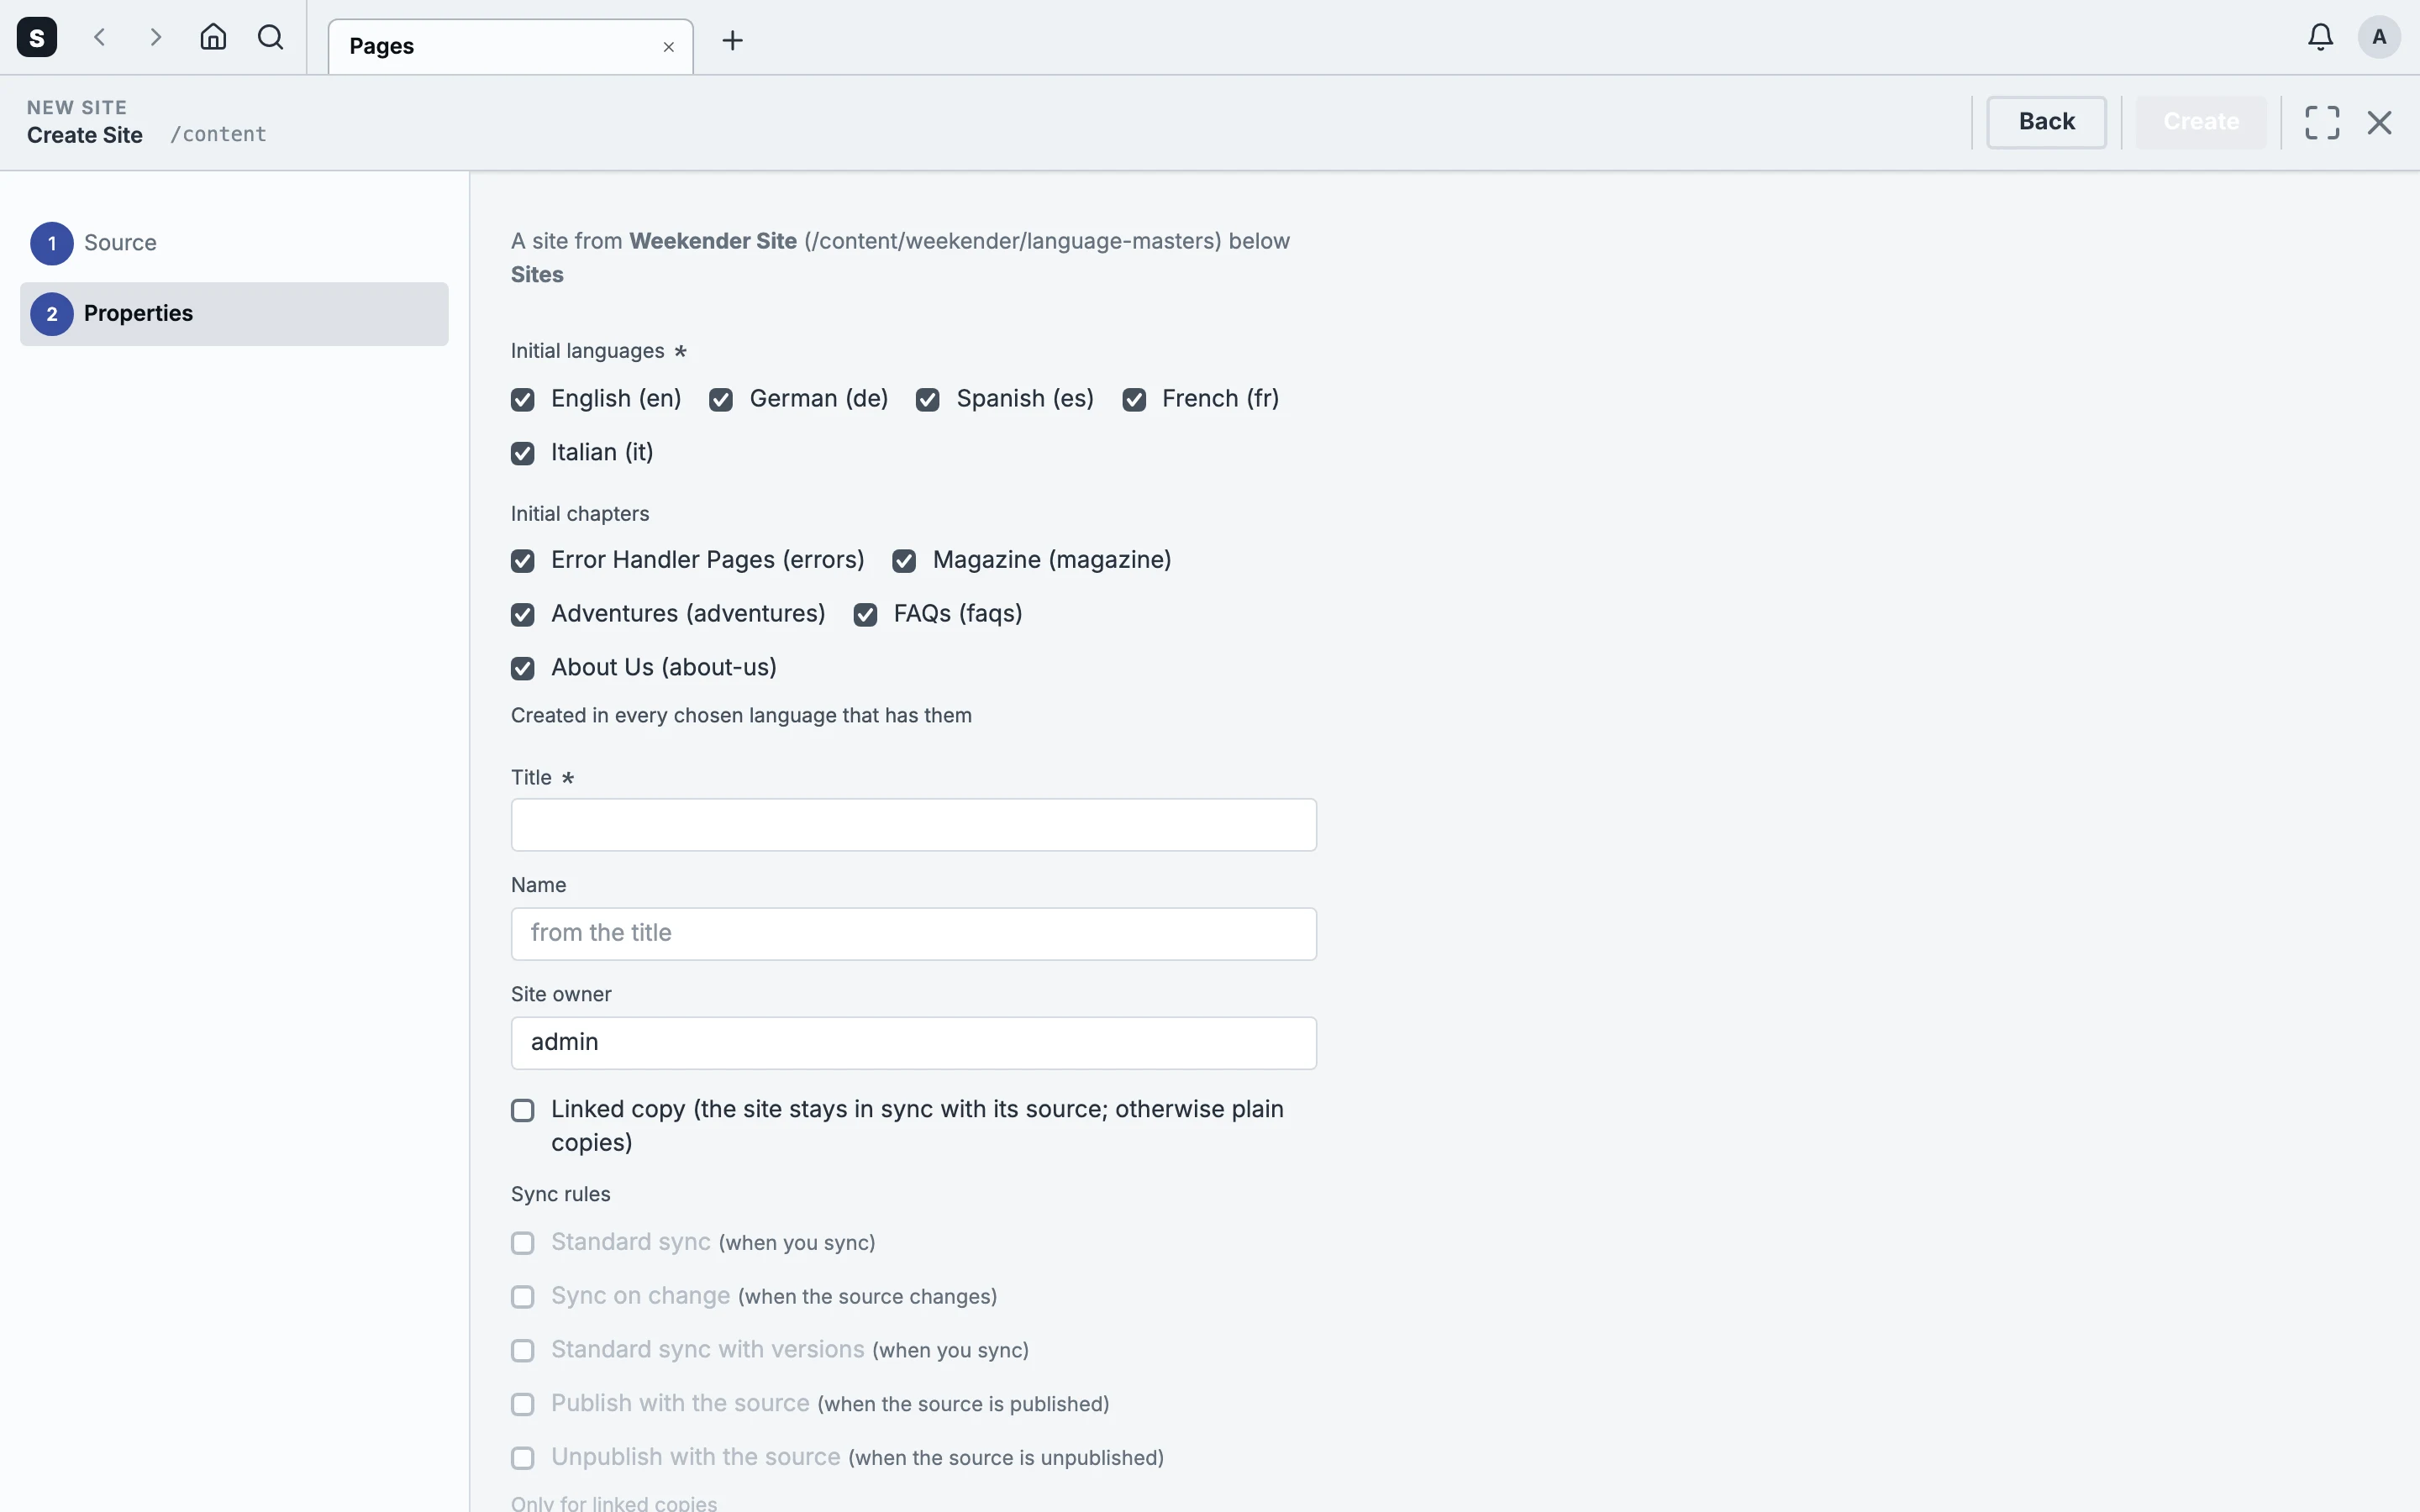 S
Pages
A
NEW SITE
Create Site /content
Back
Create
1 Source
2 Properties
A site from Weekender Site (/content/weekender/language-masters) below
Sites
Initial languages *
English (en) German (de) Spanish (es) French (fr)
Italian (it)
Initial chapters
Error Handler Pages (errors) Magazine (magazine)
Adventures (adventures) FAQs (faqs)
About Us (about-us)
Created in every chosen language that has them
Title *
Name
from the title
Site owner
admin
Linked copy (the site stays in sync with its source; otherwise plain
copies)
Sync rules
Standard sync (when you sync)
Sync on change (when the source changes)
Standard sync with versions (when you sync)
Publish with the source (when the source is published)
Unpublish with the source (when the source is unpublished)
Only for linked copies